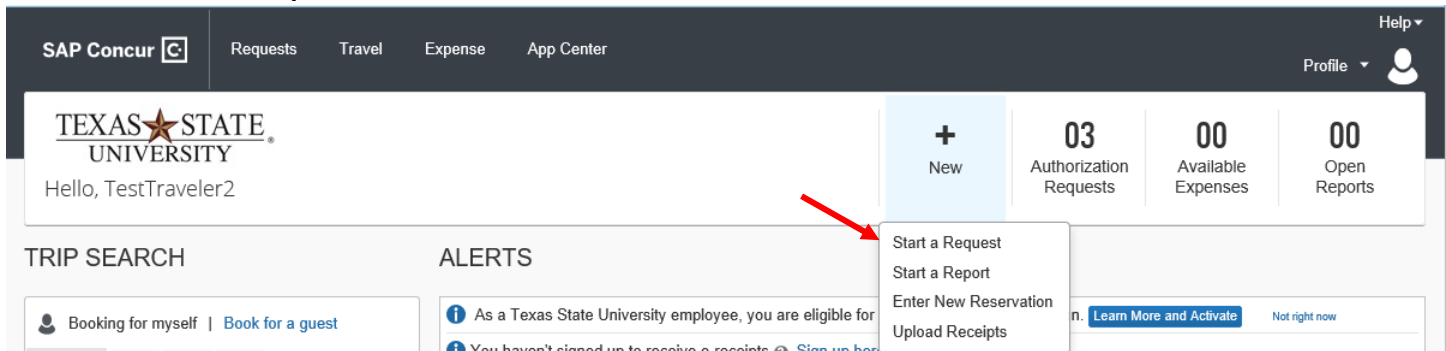 Help
SAP Concur C
Requests Travel Expense App Center
Profile
TEXAS STATE®
UNIVERSITY
Hello, TestTraveler2
+
New
03
Authorization
Requests
00
Available
Expenses
00
Open
Reports
Start a Request
Start a Report
Enter New Reservation
Upload Receipts
TRIP SEARCH
ALERTS
Booking for myself | Book for a guest
As a Texas State University employee, you are eligible for n. Learn More and Activate Not right now
You haven't signed up to receive e-receipts Sign up here